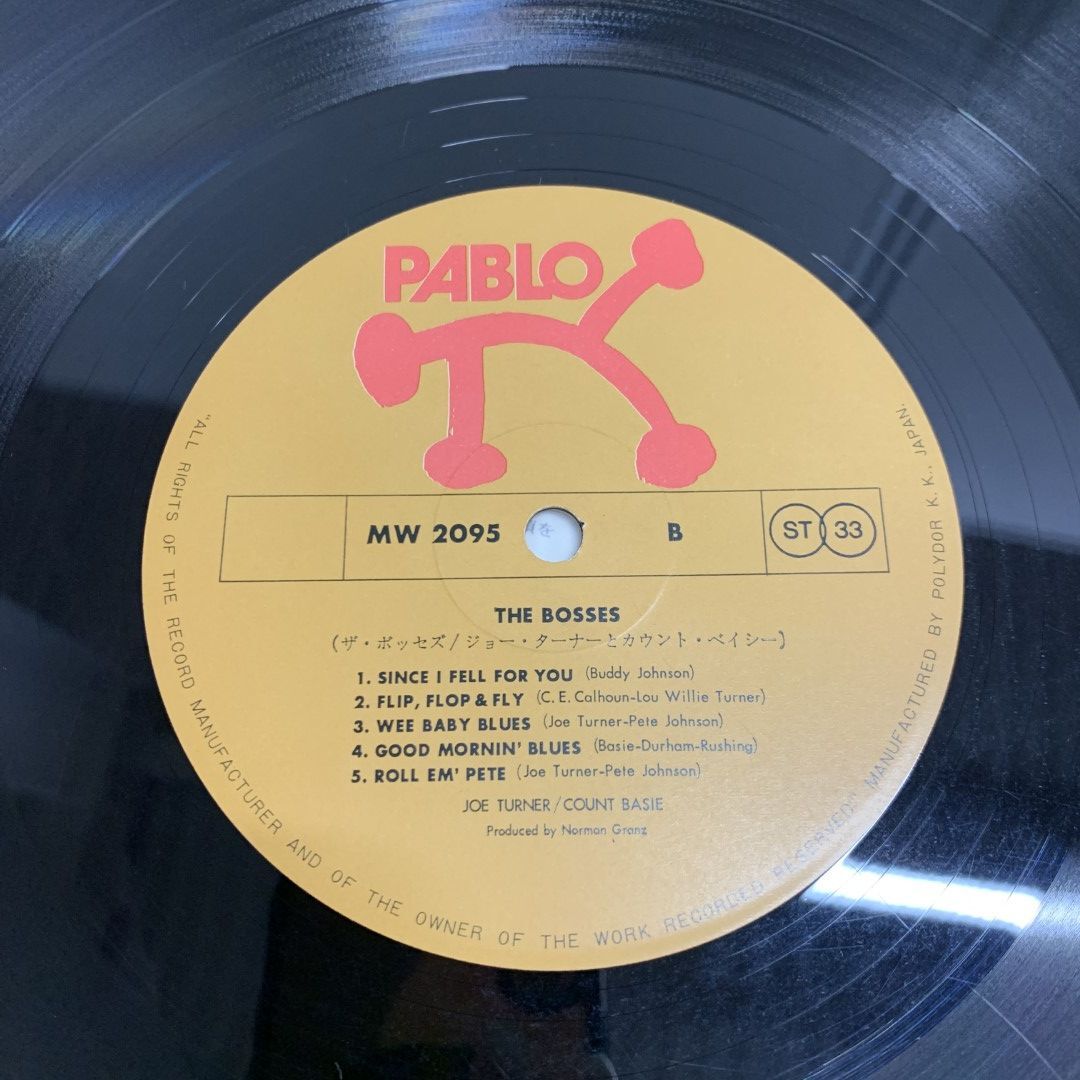 PABLO
MW 2095 B ST 33
THE BOSSES
(ザ・ボッセズ/ジョー・ターナーとカウント・ベイシー)
1. SINCE I FELL FOR YOU (Buddy Johnson)
2. FLIP, FLOP & FLY (C. E. Calhoun-Lou Willie Turner)
3. WEE BABY BLUES (Joe Turner-Pete Johnson)
4. GOOD MORNIN' BLUES (Basie-Durham-Rushing)
5. ROLL EM' PETE (Joe Turner-Pete Johnson)
JOE TURNER/COUNT BASIE
Produced by Norman Granz
"ALL RIGHTS OF THE RECORD MANUFACTURER AND OF THE OWNER OF THE WORK RECORDED RESERVED" MANUFACTURED BY POLYDOR K. K., JAPAN.